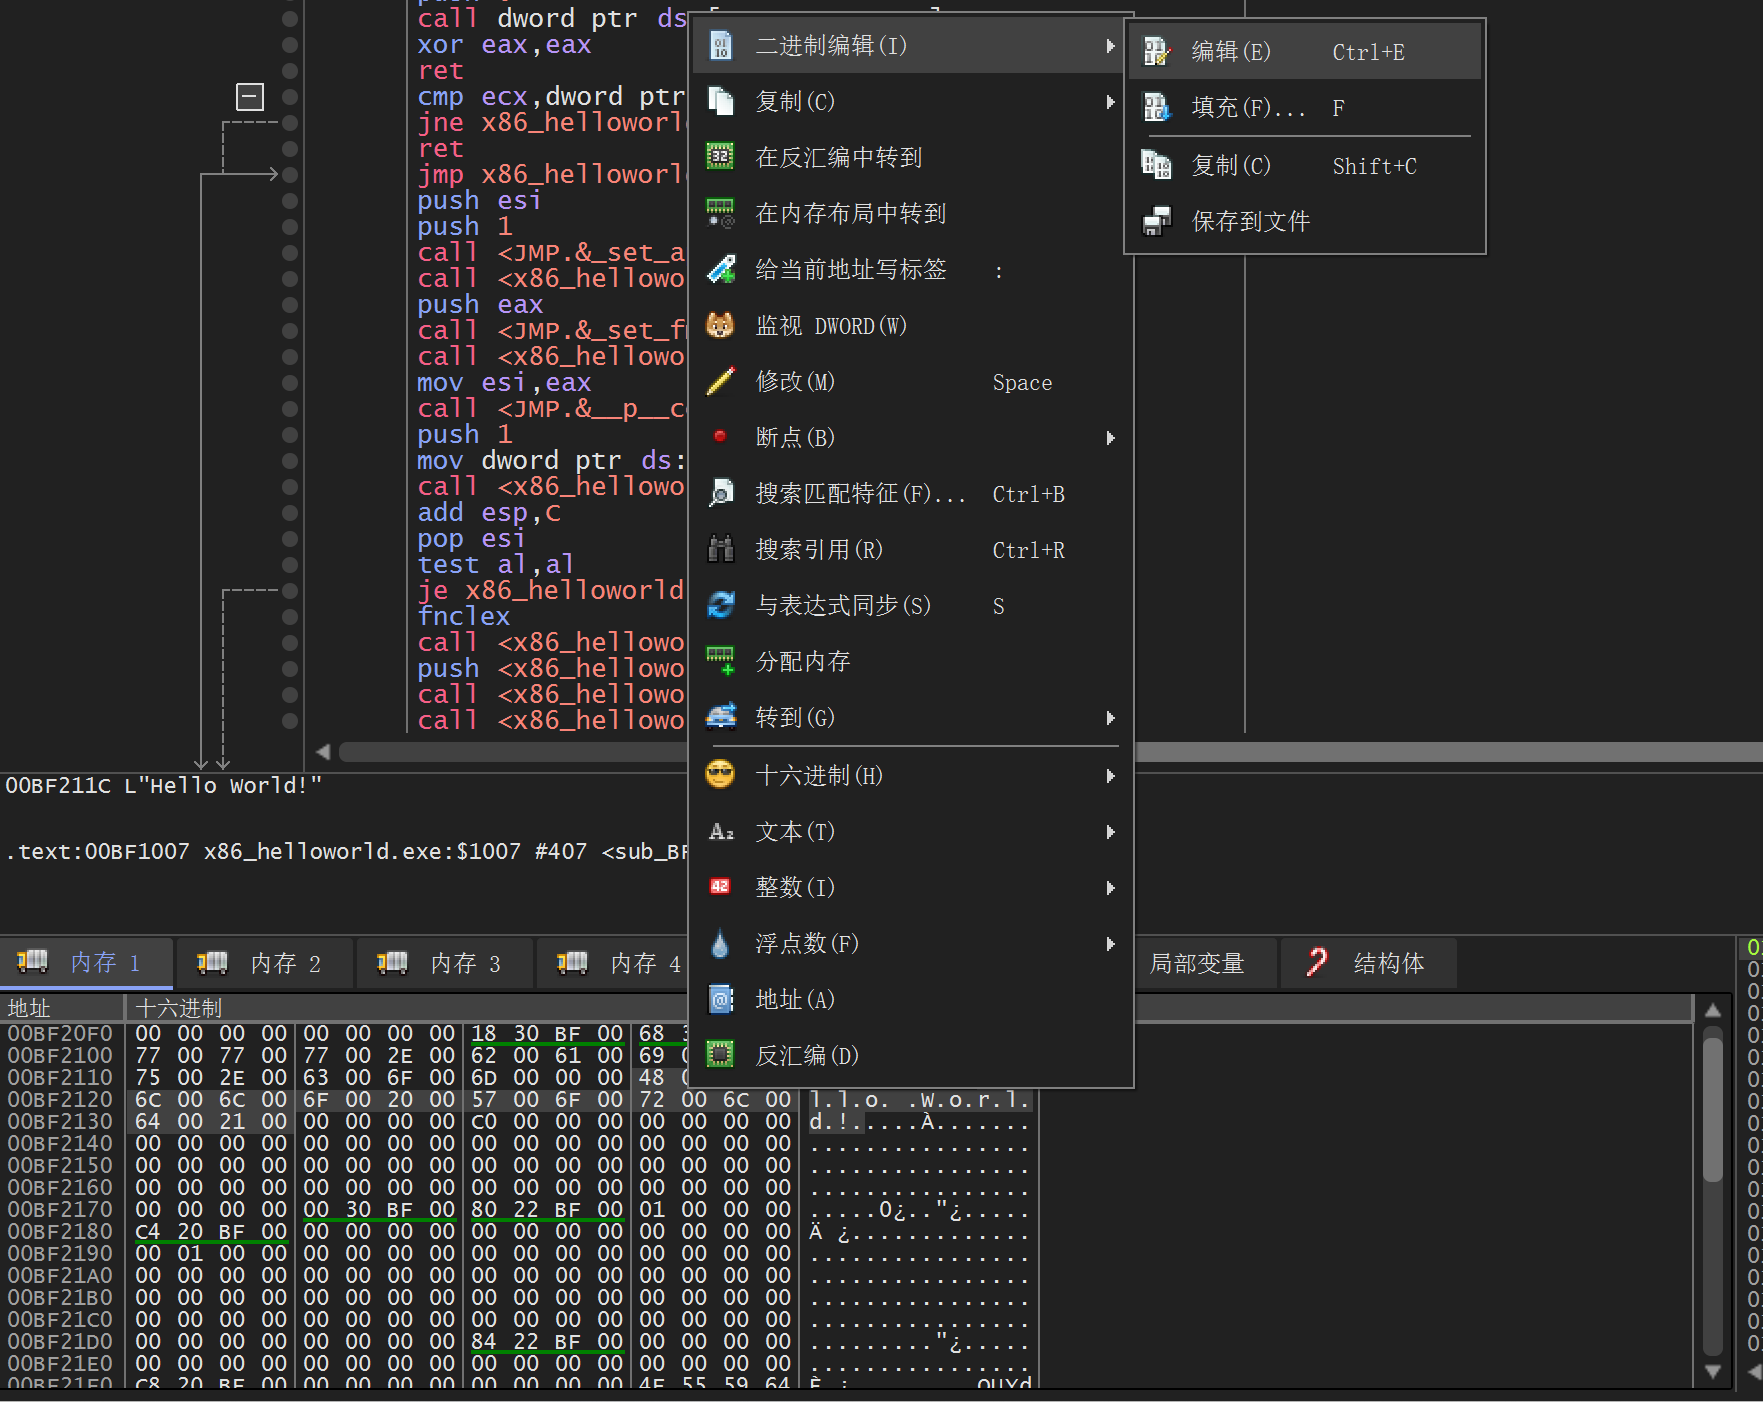 call dword ptr ds
xor eax,eax
ret
cmp ecx,dword ptr
jne x86_helloworl
ret
jmp x86_helloworl
push esi
push 1
call <JMP.&_set_a
call <x86_hellowo
push eax
call <JMP.&_set_f
call <x86_hellowo
mov esi,eax
call <JMP.&__p__c
push 1
mov dword ptr ds:
call <x86_hellowo
add esp,C
pop esi
test al,al
je x86_helloworld
fnclex
call <x86_hellowo
push <x86_hellowo
call <x86_hellowo
call <x86_hellowo
二进制编辑(I)
复制(C)
在反汇编中转到
在内存布局中转到
给当前地址写标签 :
监视 DWORD(W)
修改(M) Space
断点(B)
搜索匹配特征(F)... Ctrl+B
搜索引用(R) Ctrl+R
与表达式同步(S) S
分配内存
转到(G)
十六进制(H)
文本(T)
整数(I)
浮点数(F)
地址(A)
反汇编(D)
编辑(E) Ctrl+E
填充(F)... F
复制(C) Shift+C
保存到文件
00BF211C L"Hello World!"
.text:00BF1007 x86_helloworld.exe:$1007 #407 <sub_BF
内存 1 内存 2 内存 3 内存 4 局部变量 结构体
地址 十六进制
00BF20F0 00 00 00 00 00 00 00 00 18 30 BF 00 68
00BF2100 77 00 77 00 77 00 2E 00 62 00 61 00 69
00BF2110 75 00 2E 00 63 00 6F 00 6D 00 00 00 48
00BF2120 6C 00 6C 00 6F 00 20 00 57 00 6F 00 72 00 6C 00 l.l.o. .W.o.r.l.
00BF2130 64 00 21 00 00 00 00 00 C0 00 00 00 00 00 00 00 d.!.....À.......
00BF2140 00 00 00 00 00 00 00 00 00 00 00 00 00 00 00 00 ................
00BF2150 00 00 00 00 00 00 00 00 00 00 00 00 00 00 00 00 ................
00BF2160 00 00 00 00 00 00 00 00 00 00 00 00 00 00 00 00 ................
00BF2170 00 00 00 00 00 30 BF 00 80 22 BF 00 01 00 00 00 .....0¿.."¿.....
00BF2180 C4 20 BF 00 00 00 00 00 00 00 00 00 00 00 00 00 Ä ¿.............
00BF2190 00 01 00 00 00 00 00 00 00 00 00 00 00 00 00 00 ................
00BF21A0 00 00 00 00 00 00 00 00 00 00 00 00 00 00 00 00 ................
00BF21B0 00 00 00 00 00 00 00 00 00 00 00 00 00 00 00 00 ................
00BF21C0 00 00 00 00 00 00 00 00 00 00 00 00 00 00 00 00 ................
00BF21D0 00 00 00 00 00 00 00 00 84 22 BF 00 00 00 00 00 ........."¿.....
00BF21E0 00 00 00 00 00 00 00 00 00 00 00 00 00 00 00 00 ................
00BF21F0 C8 20 BF 00 00 00 00 00 00 00 00 00 4F 55 59 64 È ¿.........OUYd